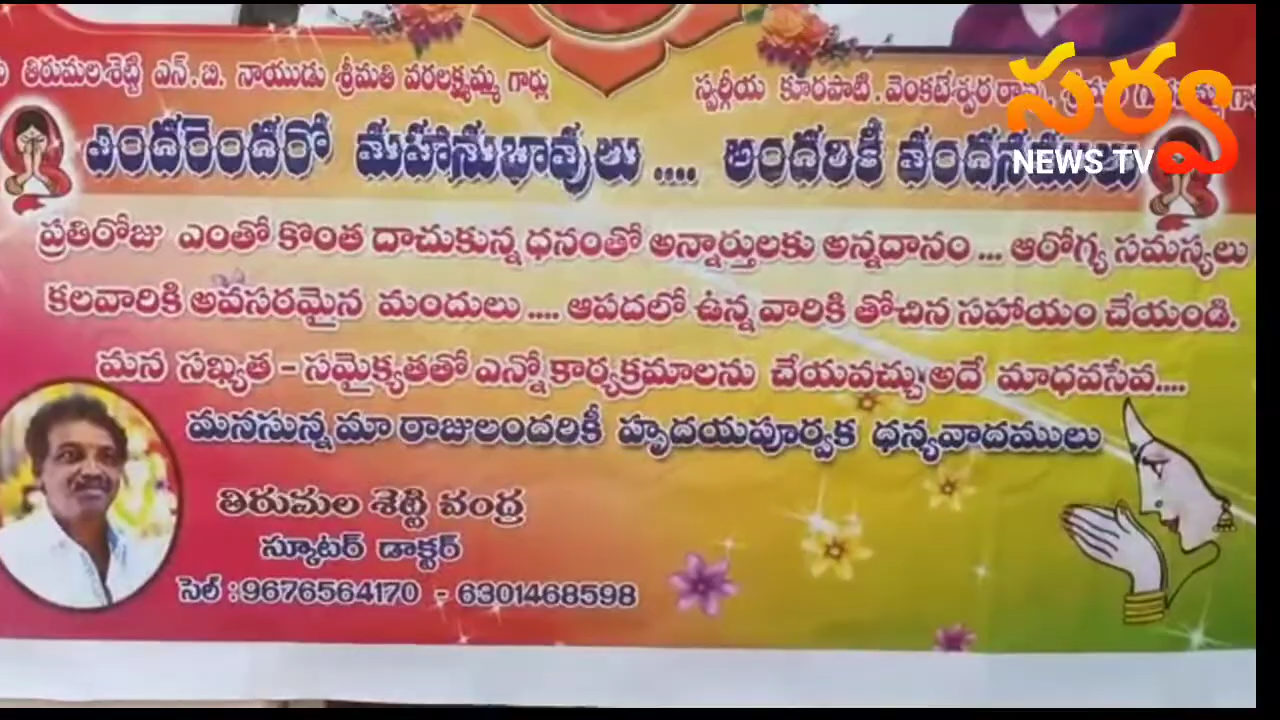 తిరుమలశెట్టి ఎన్.బి. నాయుడు శ్రీమతి వరలక్ష్మమ్మ గార్లు
స్వర్గీయ కూరపాటి. వెంకటేశ్వర
సర్వ
NEWS TV
ఎందరెందరో మహానుభావులు .... అందరికీ వందనములు
ప్రతిరోజు ఎంతో కొంత దాచుకున్న ధనంతో అన్నార్తులకు అన్నదానం ... ఆరోగ్య సమస్యలు
కలవారికి అవసరమైన మందులు .... ఆపదలో ఉన్న వారికి తోచిన సహాయం చేయండి.
మన సఖ్యత - సమైక్యతతో ఎన్నో కార్యక్రమాలను చేయవచ్చు అదే మాధవసేవ....
మనసున్న మా రాజులందరికీ హృదయపూర్వక ధన్యవాదములు
తిరుమల శెట్టి చంద్ర
స్కూటర్ డాక్టర్
సెల్ : 9676564170 - 6301468598